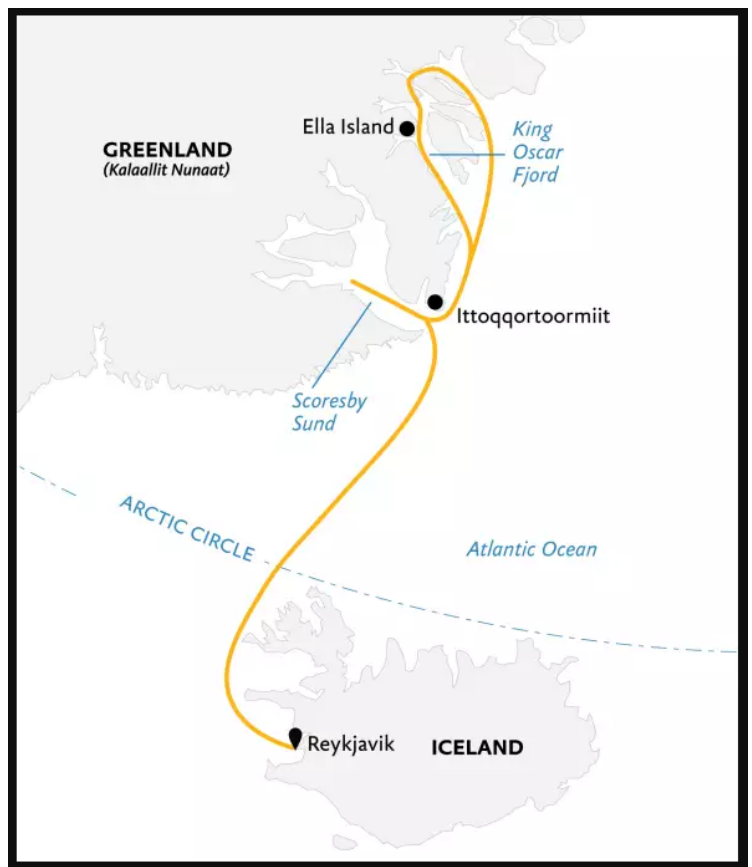 Ella Island
King
Oscar
Fjord
GREENLAND
(Kalaallit Nunaat)
Ittoqqortoormiit
Scoresby
Sund
ARCTIC CIRCLE
Atlantic Ocean
Reykjavik
ICELAND